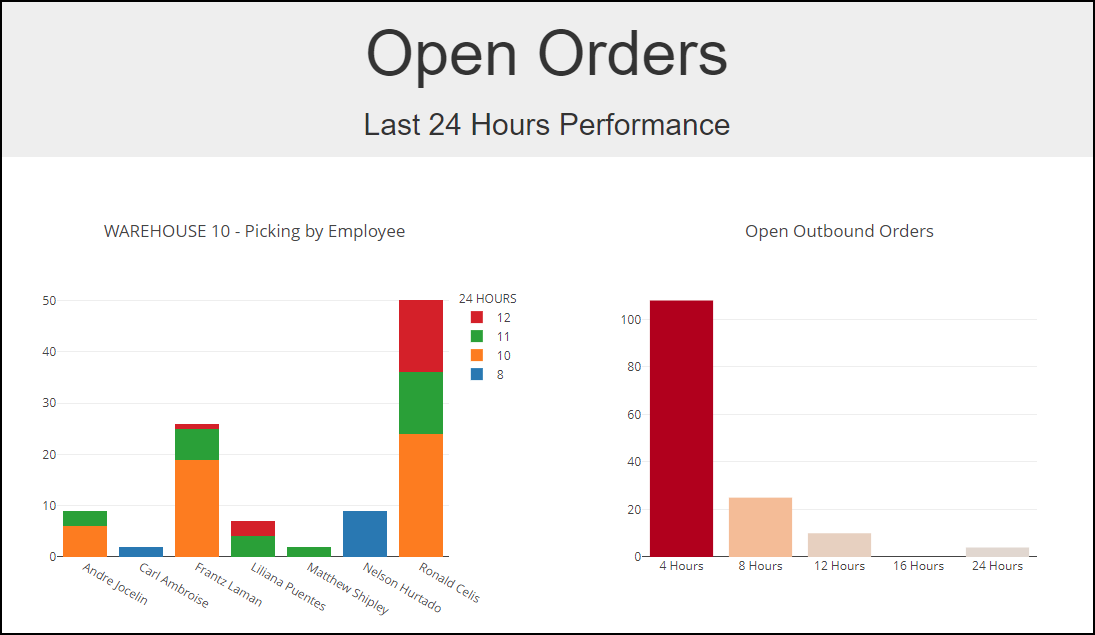 Open Orders
Last 24 Hours Performance
WAREHOUSE 10 - Picking by Employee
50
40
30
20
10
0
Andre Jocelin
Carl Ambroise
Frantz Laman
Liliana Puentes
Matthew Shipley
Nelson Hurtado
Ronald Celis
24 HOURS
12
11
10
8
Open Outbound Orders
100
80
60
40
20
0
4 Hours
8 Hours
12 Hours
16 Hours
24 Hours